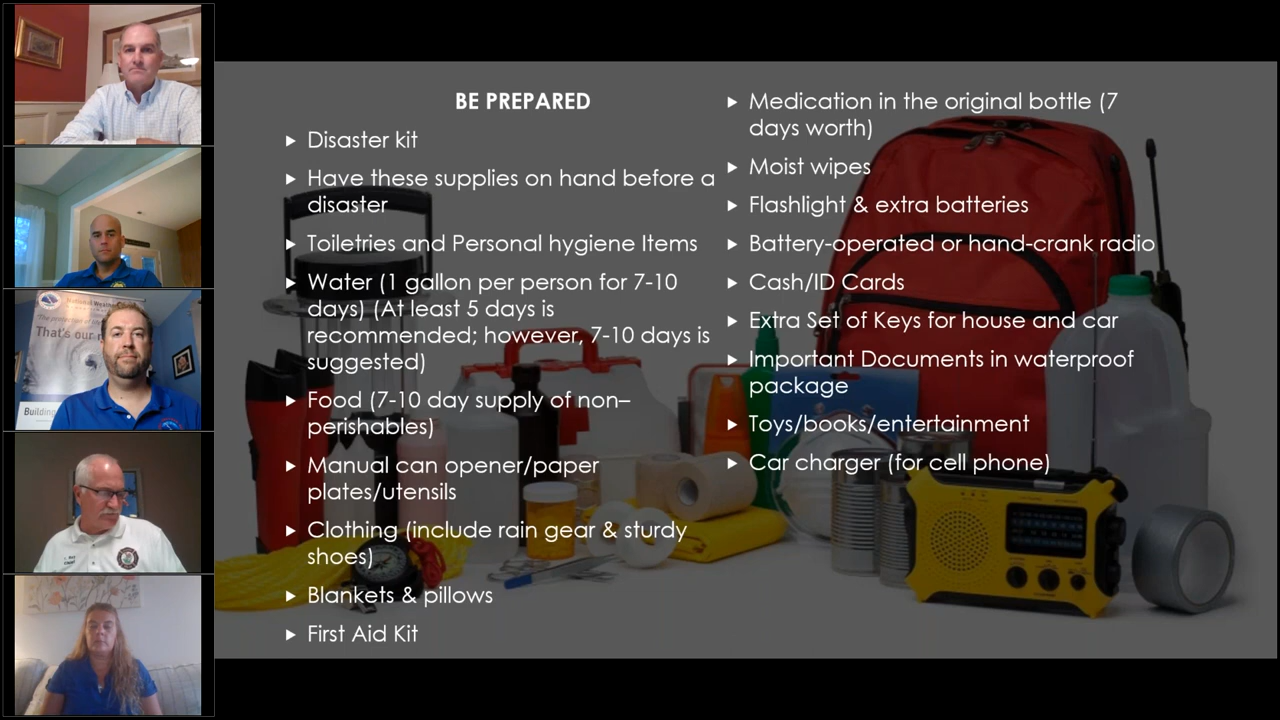 BE PREPARED
Disaster kit
Have these supplies on hand before a
disaster
Toiletries and Personal hygiene Items
Water (1 gallon per person for 7-10
days) (At least 5 days is
recommended; however, 7-10 days is
suggested)
Food (7-10 day supply of non–
perishables)
Manual can opener/paper
plates/utensils
Clothing (include rain gear & sturdy
shoes)
Blankets & pillows
First Aid Kit
Medication in the original bottle (7
days worth)
Moist wipes
Flashlight & extra batteries
Battery-operated or hand-crank radio
Cash/ID Cards
Extra Set of Keys for house and car
Important Documents in waterproof
package
Toys/books/entertainment
Car charger (for cell phone)
National Weather
That's our
Building